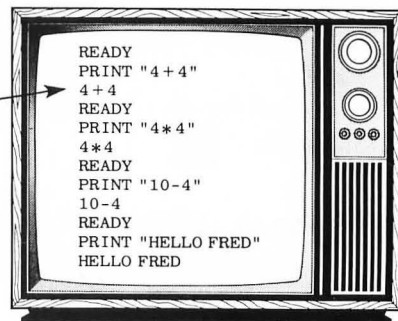 READY
PRINT "4+4"
4+4
READY
PRINT "4*4"
4*4
READY
PRINT "10-4"
10-4
READY
PRINT "HELLO FRED"
HELLO FRED